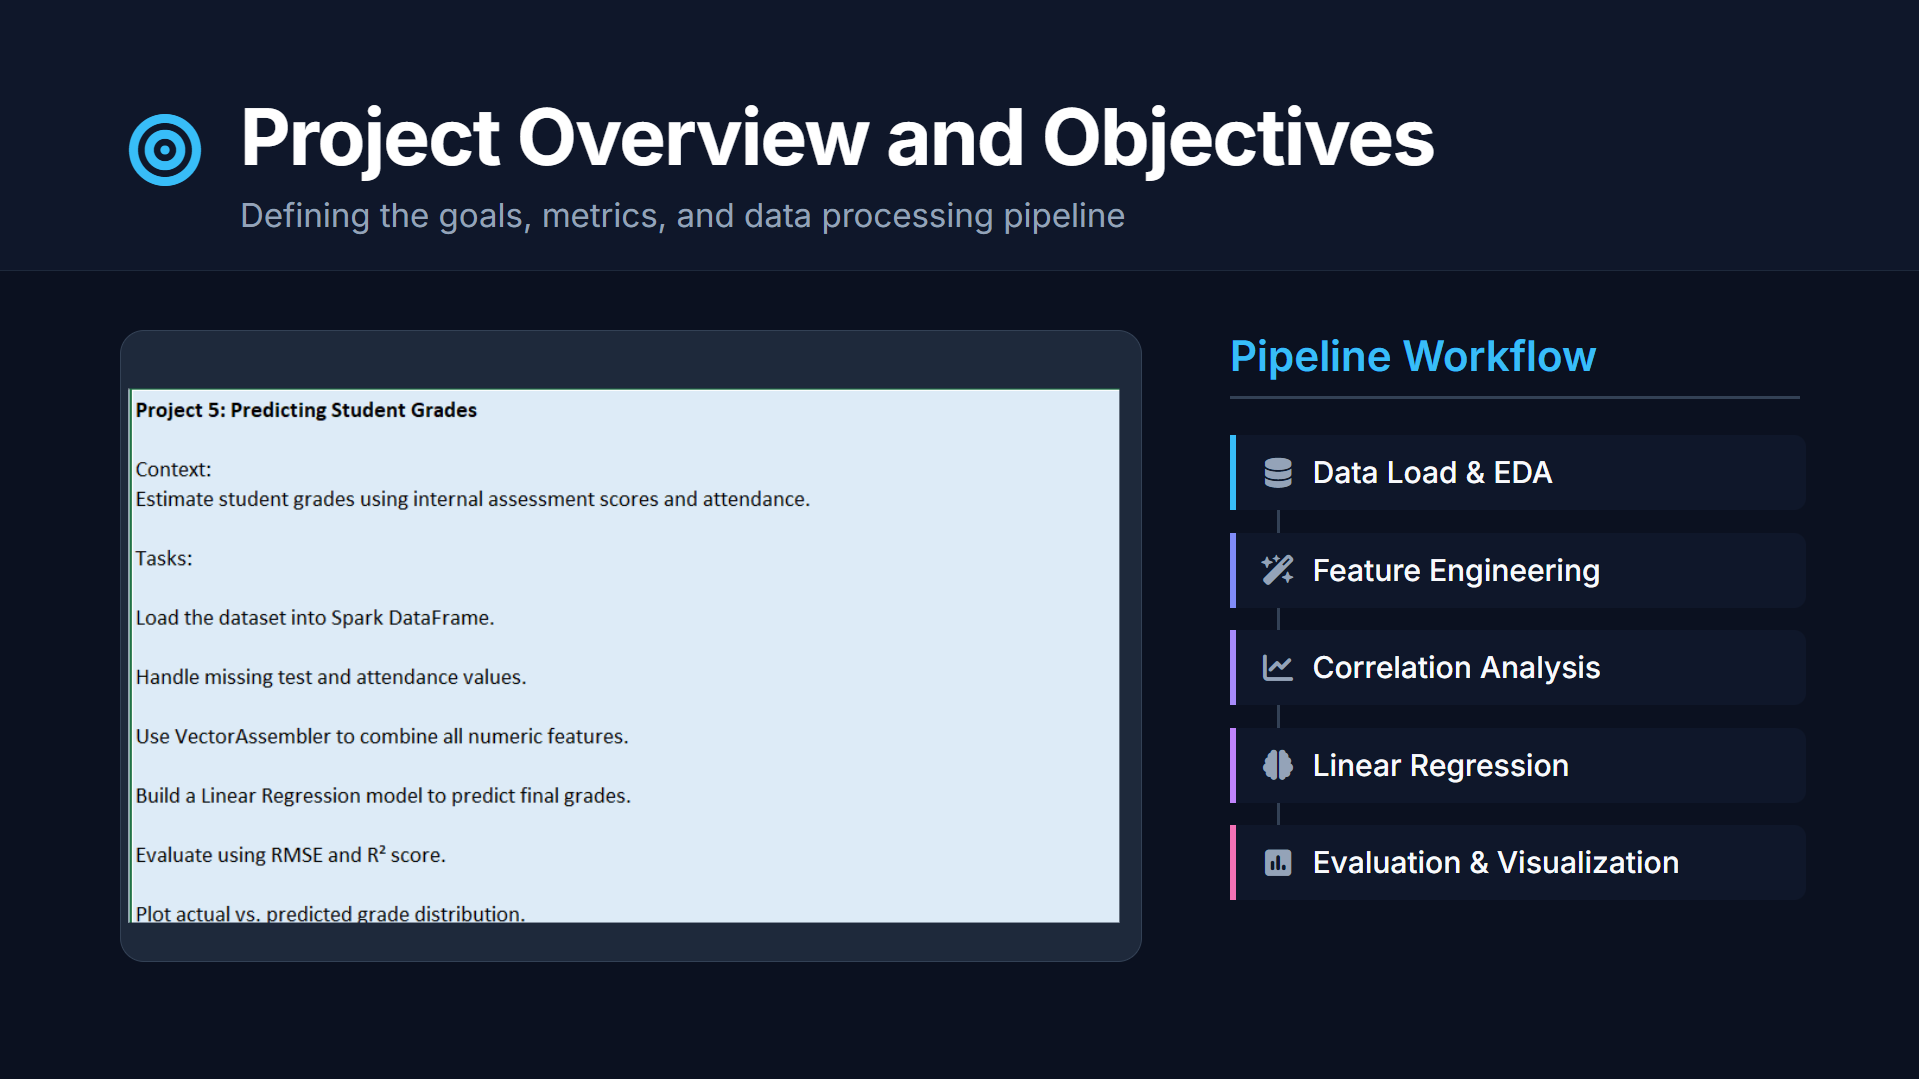 Project Overview and Objectives
Defining the goals, metrics, and data processing pipeline
Project 5: Predicting Student Grades
Context:
Estimate student grades using internal assessment scores and attendance.
Tasks:
Load the dataset into Spark DataFrame.
Handle missing test and attendance values.
Use VectorAssembler to combine all numeric features.
Build a Linear Regression model to predict final grades.
Evaluate using RMSE and R² score.
Plot actual vs. predicted grade distribution.
Pipeline Workflow
Data Load & EDA
Feature Engineering
Correlation Analysis
Linear Regression
Evaluation & Visualization